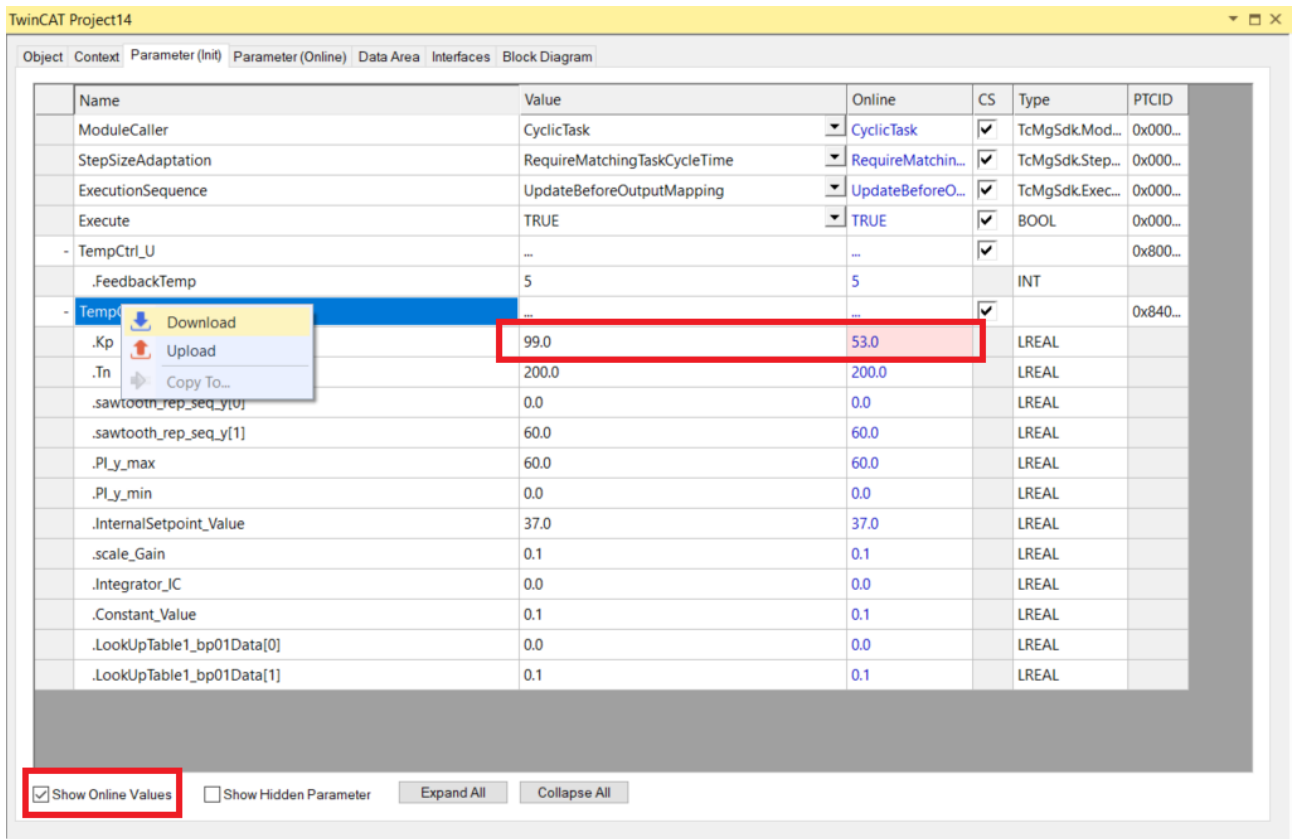 TwinCAT Project14
Object Context Parameter (Init) Parameter (Online) Data Area Interfaces Block Diagram
Name Value Online CS Type PTCID
ModuleCaller CyclicTask CyclicTask TcMgSdk.Mod... 0x000...
StepSizeAdaptation RequireMatchingTaskCycleTime RequireMatchin... TcMgSdk.Step... 0x000...
ExecutionSequence UpdateBeforeOutputMapping UpdateBeforeO... TcMgSdk.Exec... 0x000...
Execute TRUE TRUE BOOL 0x000...
- TempCtrl_U ... ... 0x800...
.FeedbackTemp 5 5 INT
- TempC ... ... 0x840...
Download
.Kp 99.0 53.0 LREAL
Upload
.Tn 200.0 200.0 LREAL
Copy To...
.sawtooth_rep_seq_y[0] 0.0 0.0 LREAL
.sawtooth_rep_seq_y[1] 60.0 60.0 LREAL
.PI_y_max 60.0 60.0 LREAL
.PI_y_min 0.0 0.0 LREAL
.InternalSetpoint_Value 37.0 37.0 LREAL
.scale_Gain 0.1 0.1 LREAL
.Integrator_IC 0.0 0.0 LREAL
.Constant_Value 0.1 0.1 LREAL
.LookUpTable1_bp01Data[0] 0.0 0.0 LREAL
.LookUpTable1_bp01Data[1] 0.1 0.1 LREAL
Show Online Values Show Hidden Parameter Expand All Collapse All